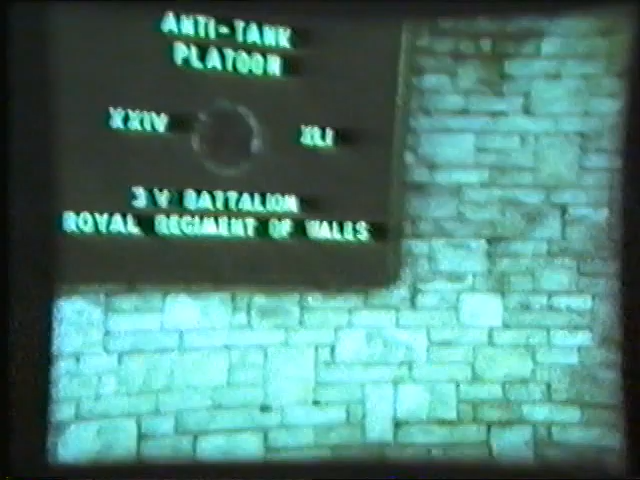 ANTI-TANK
PLATOON
XXIV XLI
3 V BATTALION
ROYAL REGIMENT OF WALES